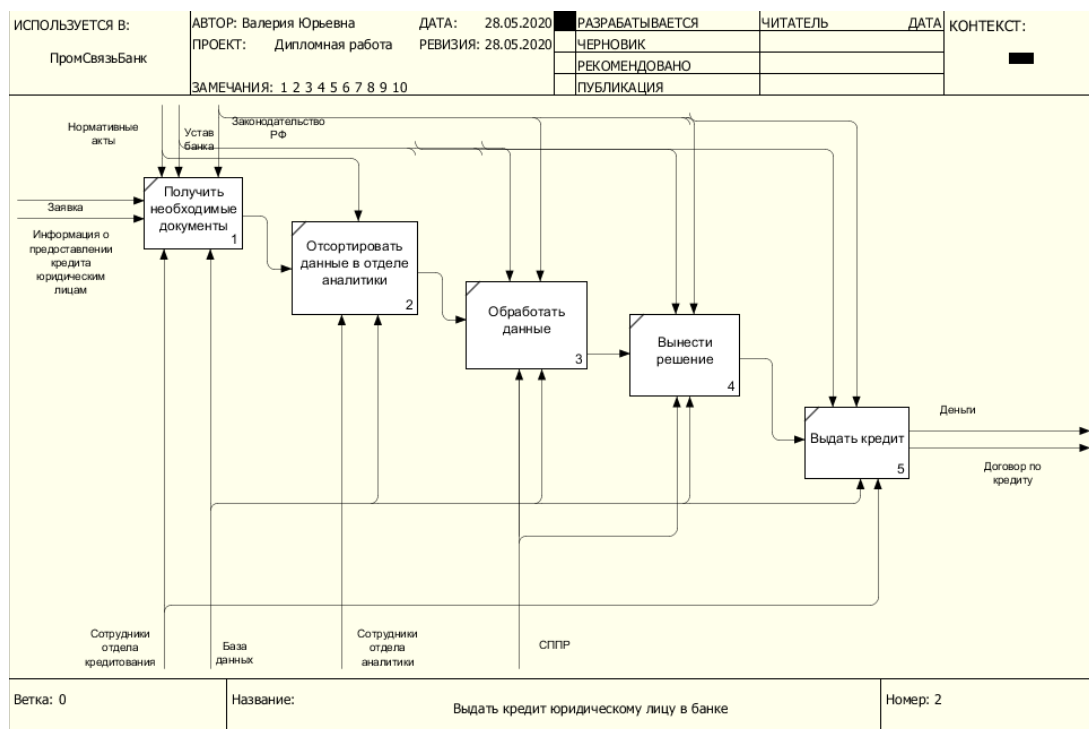 ИСПОЛЬЗУЕТСЯ В:
ПромСвязьБанк
АВТОР: Валерия Юрьевна
ДАТА: 28.05.2020
ПРОЕКТ: Дипломная работа
РЕВИЗИЯ: 28.05.2020
ЗАМЕЧАНИЯ: 1 2 3 4 5 6 7 8 9 10
РАЗРАБАТЫВАЕТСЯ
ЧЕРНОВИК
РЕКОМЕНДОВАНО
ПУБЛИКАЦИЯ
ЧИТАТЕЛЬ
ДАТА
КОНТЕКСТ:
Нормативные
акты
Устав
банка
Законодательство
РФ
Заявка
Информация о
предоставлении
кредита
юридическим
лицам
Получить
необходимые
документы
1
Отсортировать
данные в отделе
аналитики
2
Обработать
данные
3
Вынести
решение
4
Выдать кредит
5
Деньги
Договор по
кредиту
Сотрудники
отдела
кредитования
База
данных
Сотрудники
отдела
аналитики
СППР
Ветка: 0
Название:
Выдать кредит юридическому лицу в банке
Номер: 2